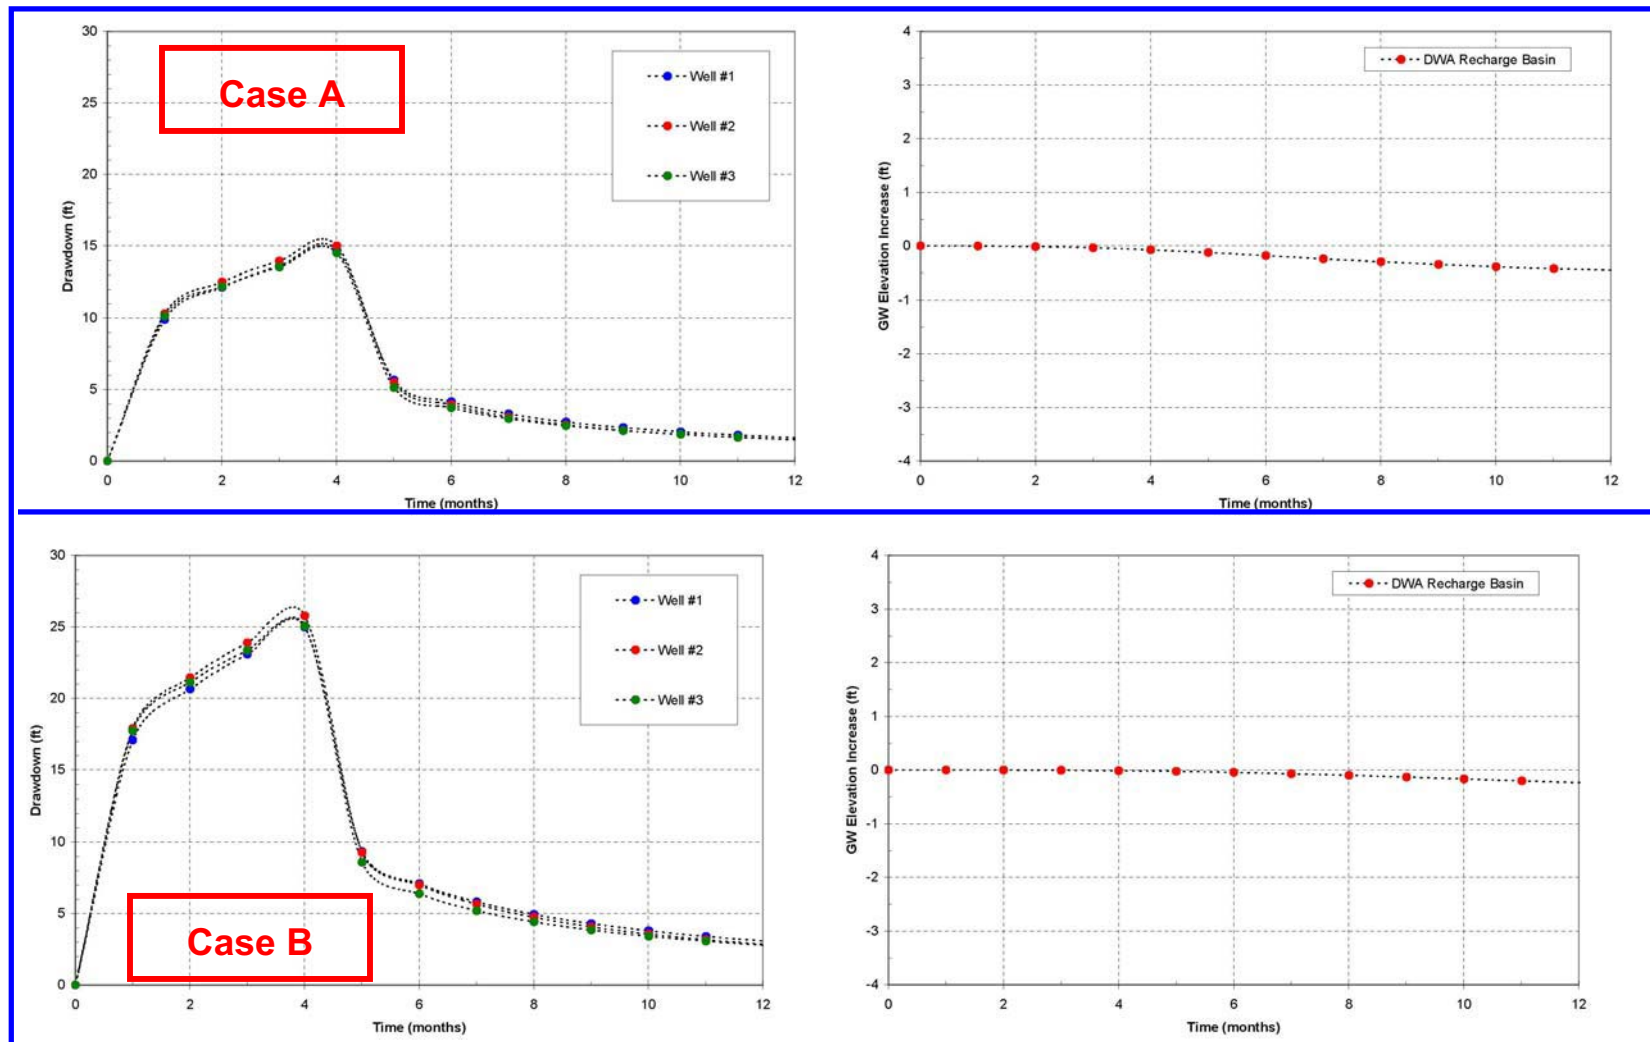 Case A
30
25
20
15
10
5
0
Drawdown (ft)
0 2 4 6 8 10 12
Time (months)
Well #1
Well #2
Well #3
4
3
2
1
0
-1
-2
-3
-4
GW Elevation Increase (ft)
0 2 4 6 8 10 12
Time (months)
DWA Recharge Basin
Case B
30
25
20
15
10
5
0
Drawdown (ft)
0 2 4 6 8 10 12
Time (months)
Well #1
Well #2
Well #3
4
3
2
1
0
-1
-2
-3
-4
GW Elevation Increase (ft)
0 2 4 6 8 10 12
Time (months)
DWA Recharge Basin